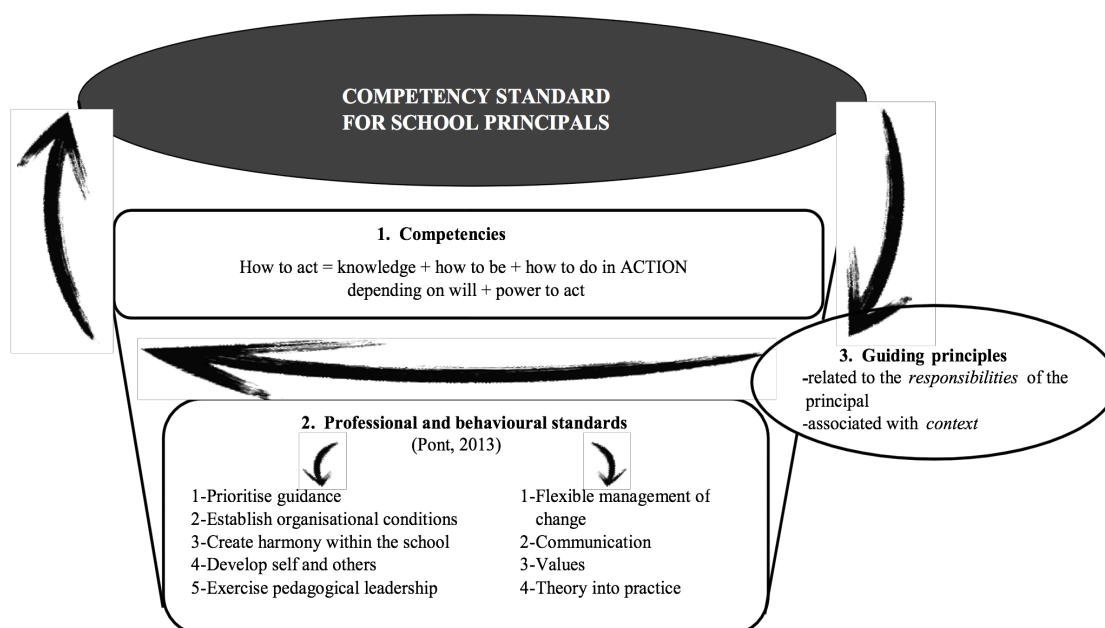 COMPETENCY STANDARD
FOR SCHOOL PRINCIPALS
1. Competencies
How to act = knowledge + how to be + how to do in ACTION
depending on will + power to act
3. Guiding principles
-related to the responsibilities of the
principal
-associated with context
2. Professional and behavioural standards
(Pont, 2013)
1-Prioritise guidance
2-Establish organisational conditions
3-Create harmony within the school
4-Develop self and others
5-Exercise pedagogical leadership
1-Flexible management of
change
2-Communication
3-Values
4-Theory into practice